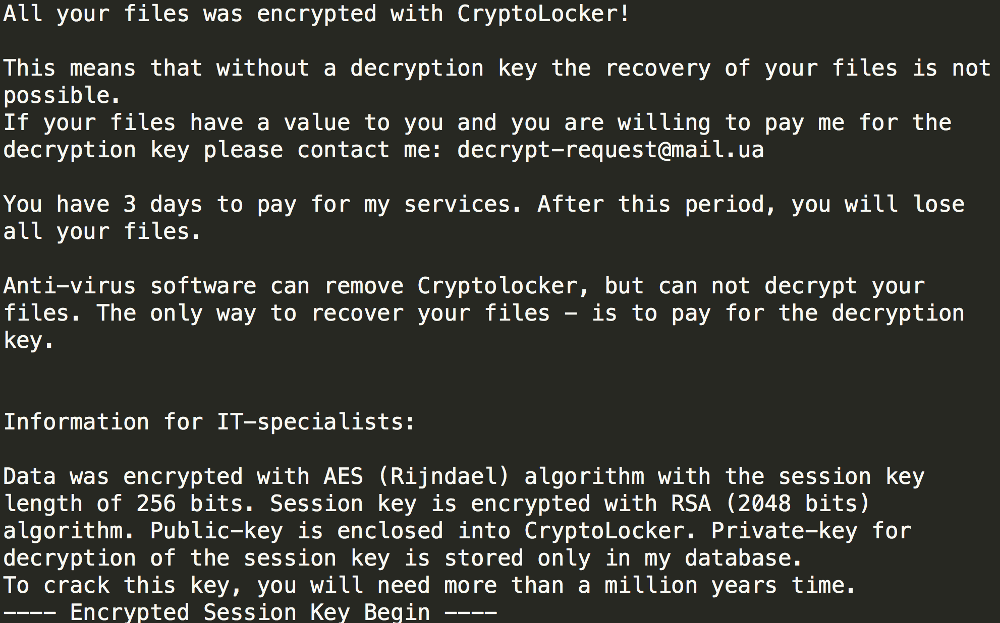 All your files was encrypted with CryptoLocker!
This means that without a decryption key the recovery of your files is not
possible.
If your files have a value to you and you are willing to pay me for the
decryption key please contact me: decrypt-request@mail.ua
You have 3 days to pay for my services. After this period, you will lose
all your files.
Anti-virus software can remove Cryptolocker, but can not decrypt your
files. The only way to recover your files - is to pay for the decryption
key.
Information for IT-specialists:
Data was encrypted with AES (Rijndael) algorithm with the session key
length of 256 bits. Session key is encrypted with RSA (2048 bits)
algorithm. Public-key is enclosed into CryptoLocker. Private-key for
decryption of the session key is stored only in my database.
To crack this key, you will need more than a million years time.
---- Encrypted Session Key Begin ----